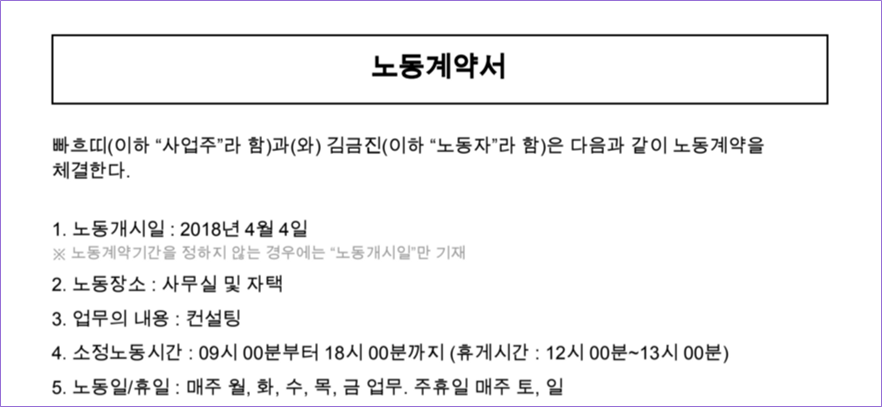 노동계약서
빠흐띠(이하 “사업주”라 함)과(와) 김금진(이하 “노동자”라 함)은 다음과 같이 노동계약을
체결한다.
1. 노동개시일 : 2018년 4월 4일
※ 노동계약기간을 정하지 않는 경우에는 “노동개시일”만 기재
2. 노동장소 : 사무실 및 자택
3. 업무의 내용 : 컨설팅
4. 소정노동시간 : 09시 00분부터 18시 00분까지 (휴게시간 : 12시 00분~13시 00분)
5. 노동일/휴일 : 매주 월, 화, 수, 목, 금 업무. 주휴일 매주 토, 일